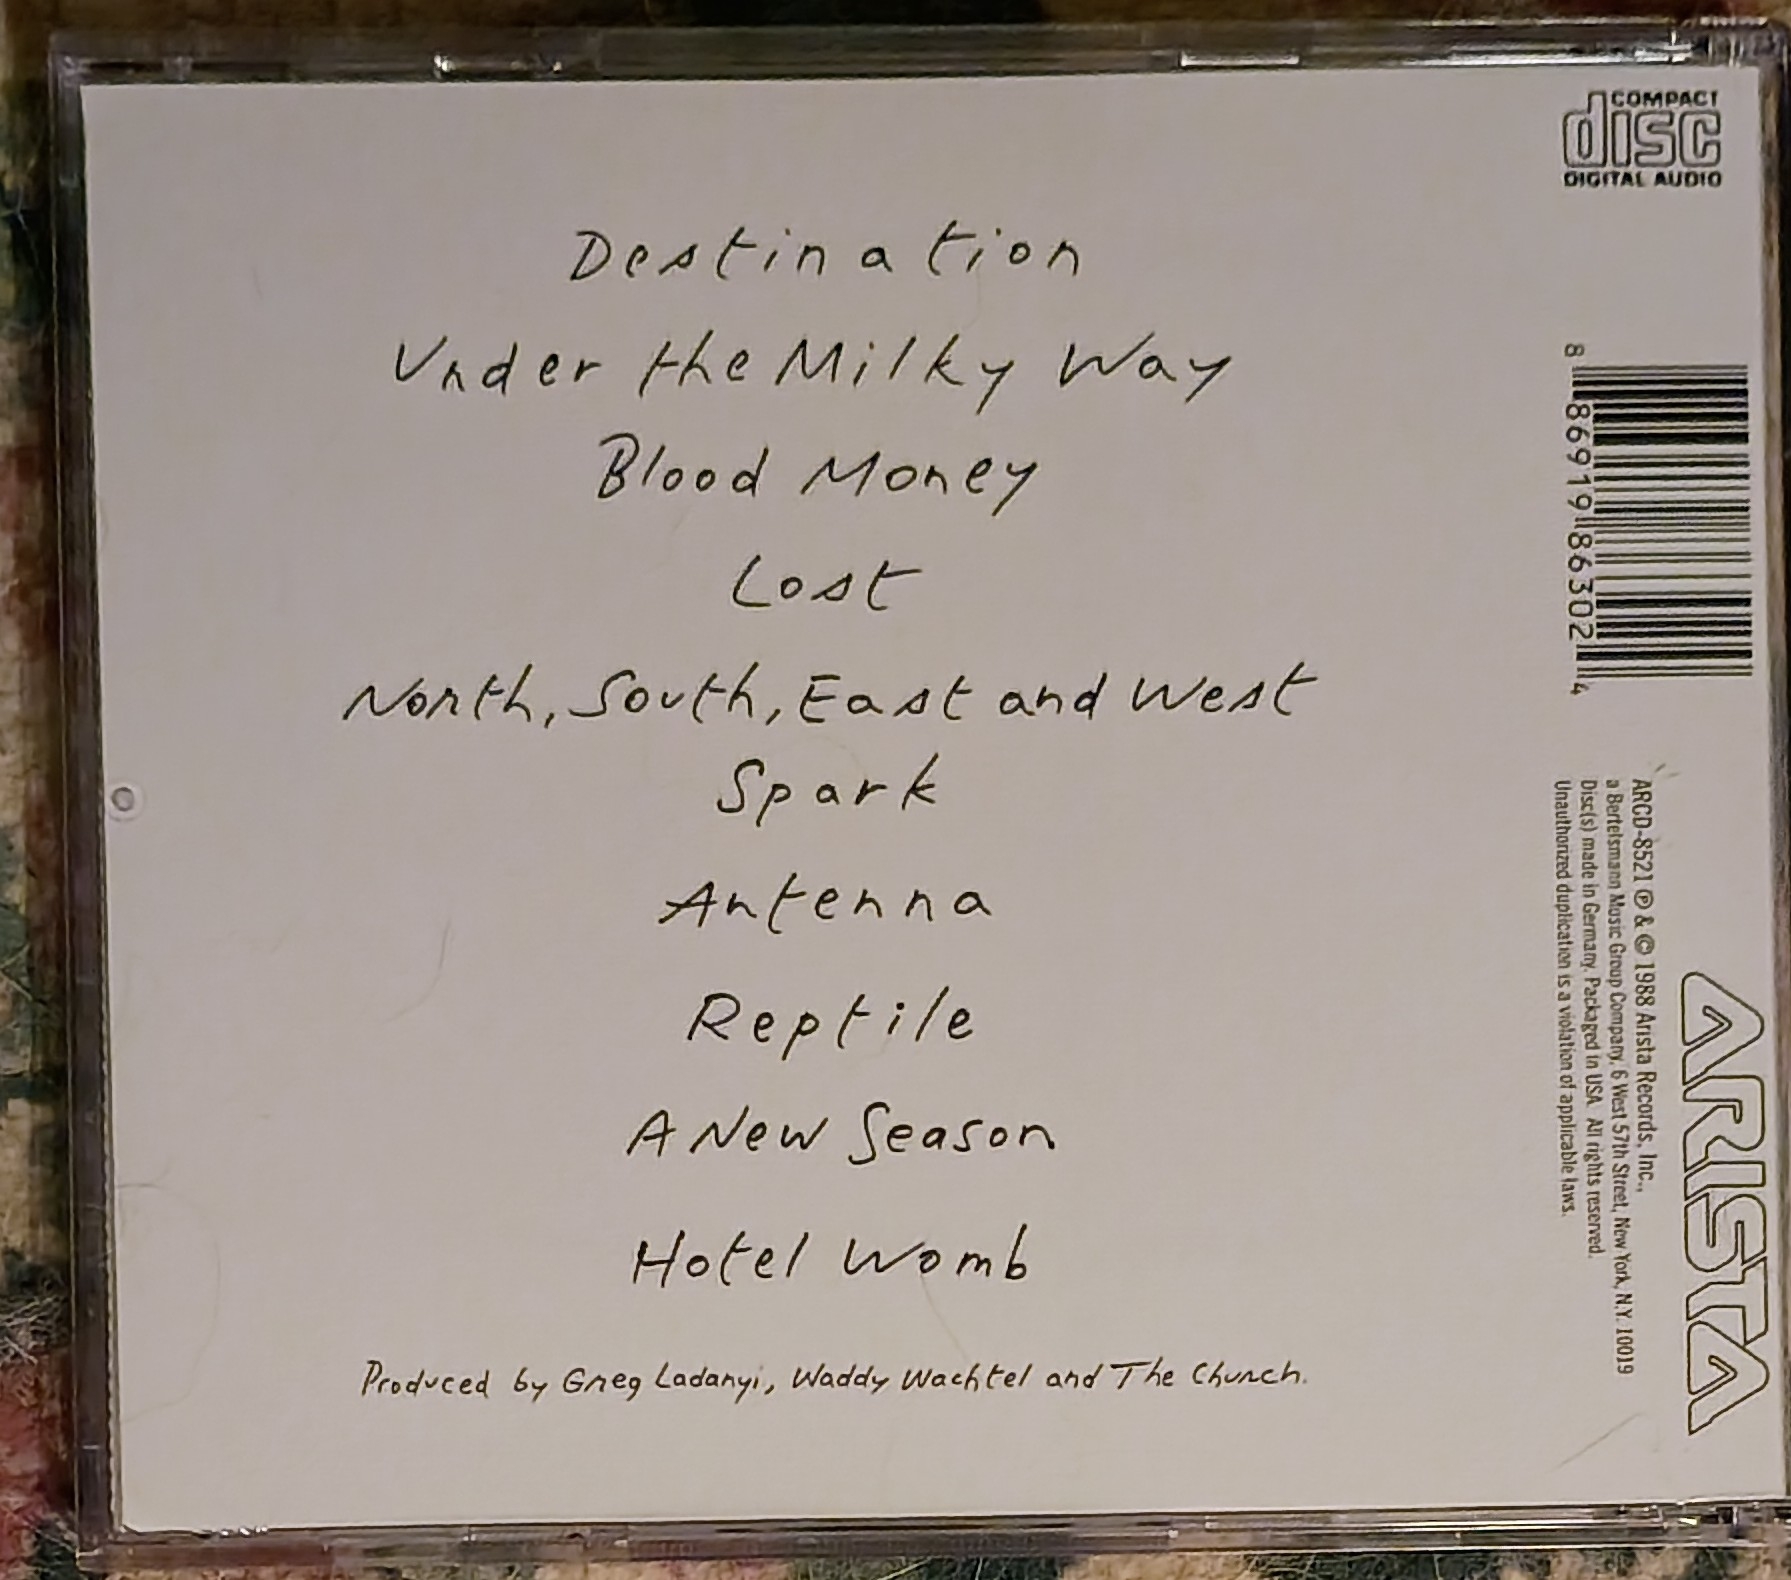 COMPACT
disc
DIGITAL AUDIO
Destination
Under the Milky Way
Blood Money
Lost
North, South, East and West
Spark
Antenna
Reptile
A New Season
Hotel Womb
Produced by Greg Ladanyi, Waddy Wachtel and The Church.
8 86919 86302 4
ARCD-8521 ℗ & © 1988 Arista Records, Inc.,
a Bertelsmann Music Group Company, 6 West 57th Street, New York, N.Y. 10019
Disc(s) made in Germany. Packaged in USA. All rights reserved.
Unauthorized duplication is a violation of applicable laws.
ARISTA